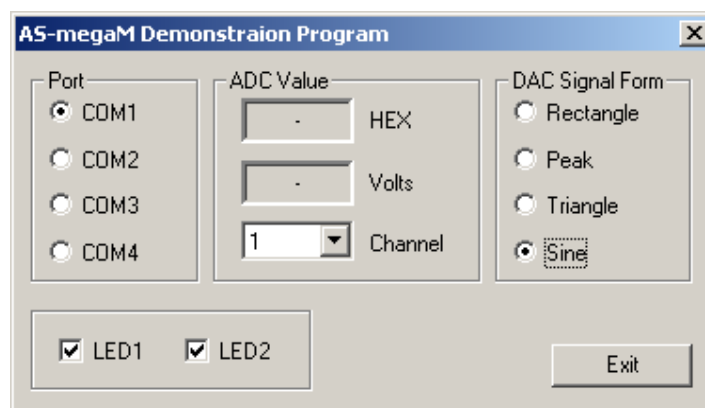 AS-megaM Demonstraion Program
Port
COM1
COM2
COM3
COM4
ADC Value
- HEX
- Volts
1 Channel
DAC Signal Form
Rectangle
Peak
Triangle
Sine
LED1 LED2
Exit